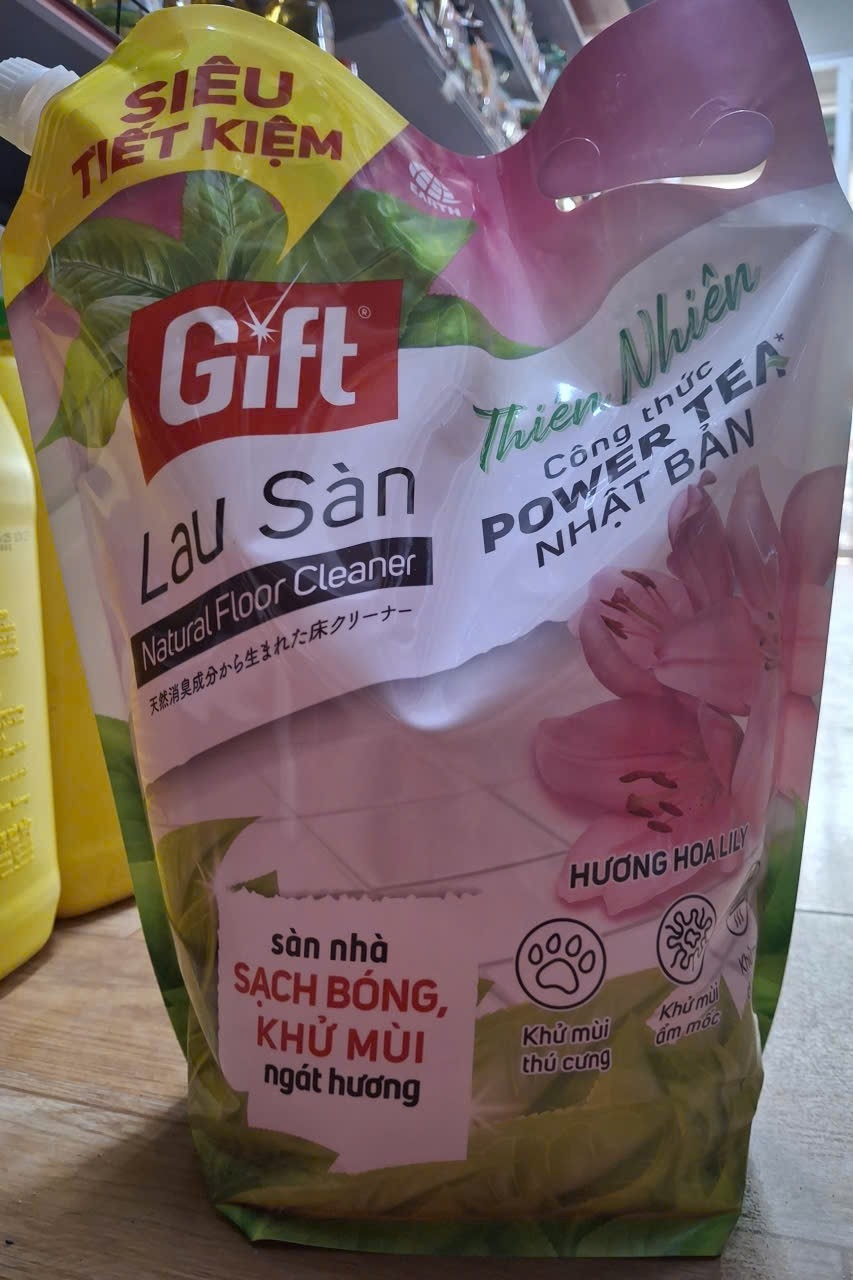 SIÊU
TIẾT KIỆM
EARTH
Gift®
Thiên Nhiên
Công thức
POWER TEA*
NHẬT BẢN
Lau Sàn
Natural Floor Cleaner
天然消臭成分から生まれた床クリーナー
HƯƠNG HOA LILY
sàn nhà
SẠCH BÓNG,
KHỬ MÙI
ngát hương
Khử mùi
thú cưng
Khử mùi
ẩm mốc